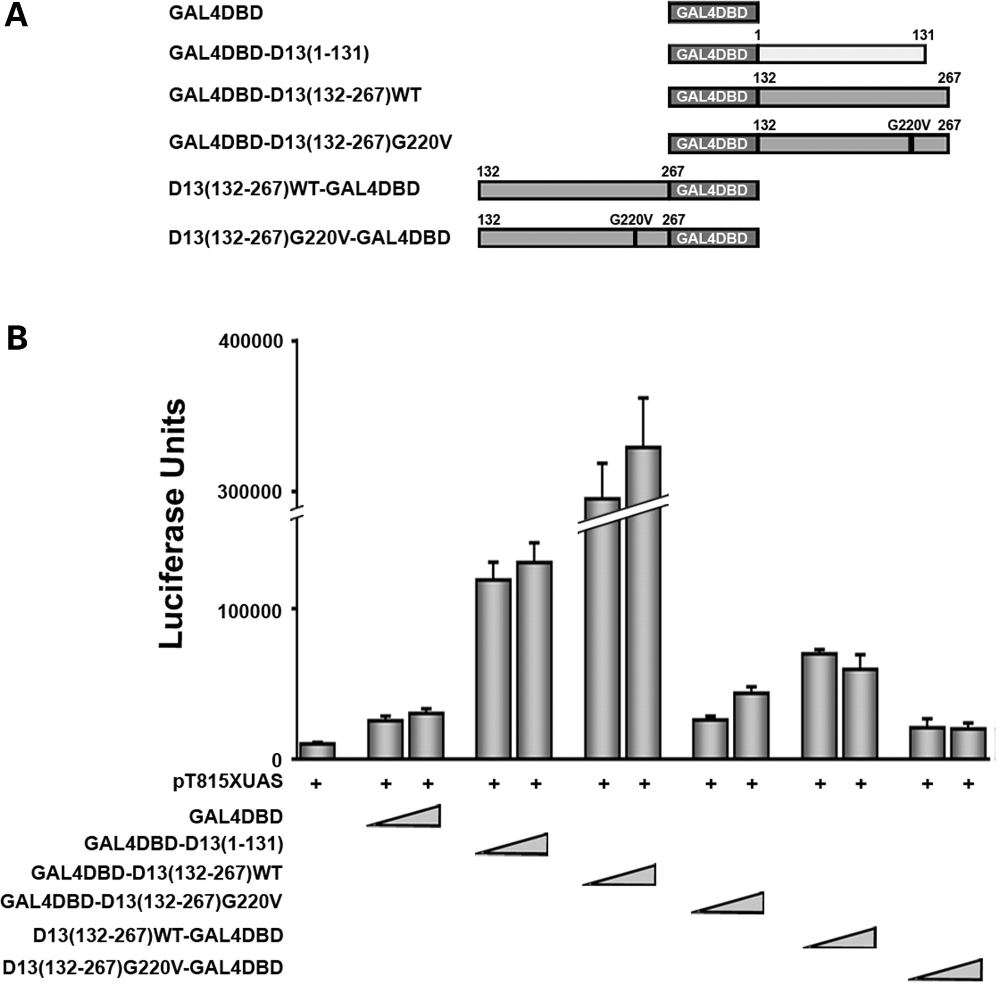 A
GAL4DBD GAL4DBD
1 131
GAL4DBD-D13(1-131) GAL4DBD
132 267
GAL4DBD-D13(132-267)WT GAL4DBD
132 G220V 267
GAL4DBD-D13(132-267)G220V GAL4DBD
132 267
D13(132-267)WT-GAL4DBD GAL4DBD
132 G220V 267
D13(132-267)G220V-GAL4DBD GAL4DBD
B
Luciferase Units
400000
300000
100000
0
pT815XUAS + + + + + + + + + + + + +
GAL4DBD
GAL4DBD-D13(1-131)
GAL4DBD-D13(132-267)WT
GAL4DBD-D13(132-267)G220V
D13(132-267)WT-GAL4DBD
D13(132-267)G220V-GAL4DBD